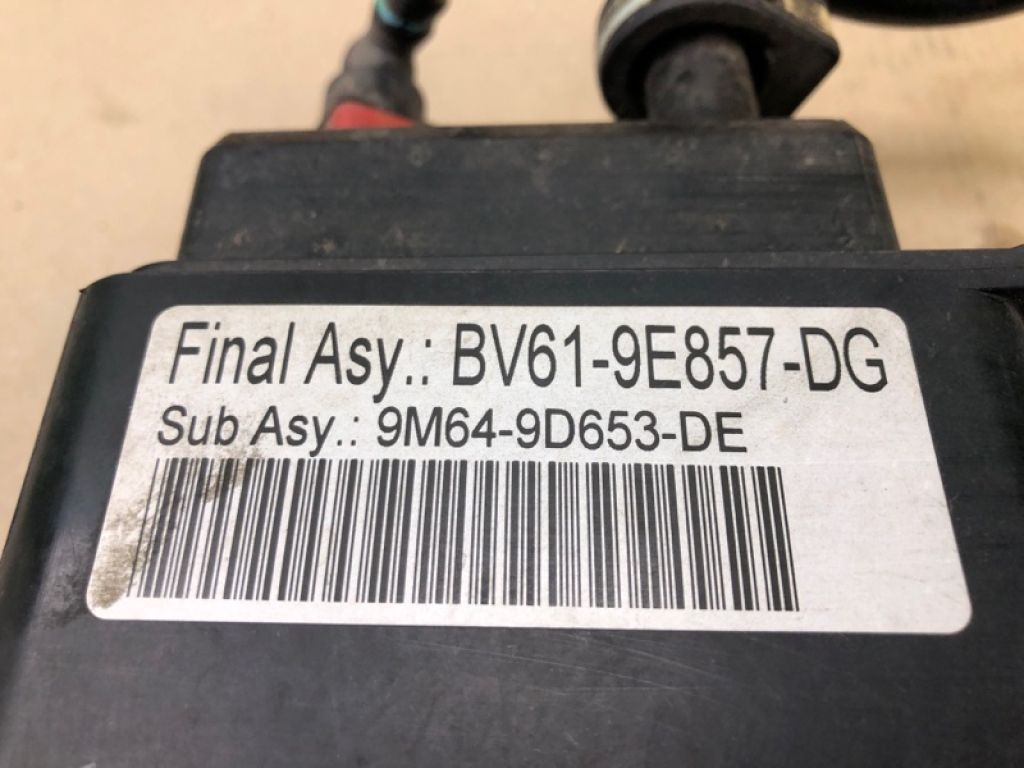 Final Asy.: BV61-9E857-DG
Sub Asy.: 9M64-9D653-DE